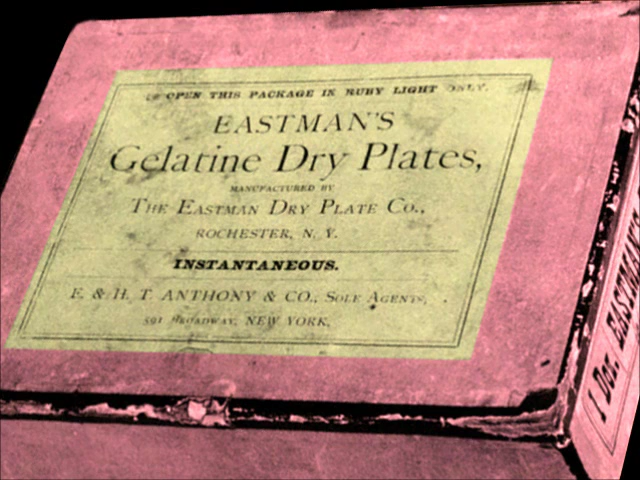 OPEN THIS PACKAGE IN RUBY LIGHT ONLY.
EASTMAN'S
Gelatine Dry Plates,
MANUFACTURED BY
THE EASTMAN DRY PLATE CO.,
ROCHESTER, N. Y.
INSTANTANEOUS.
E. & H. T. ANTHONY & CO., SOLE AGENTS,
591 BROADWAY, NEW YORK.
1 Doz. EASTMAN'S